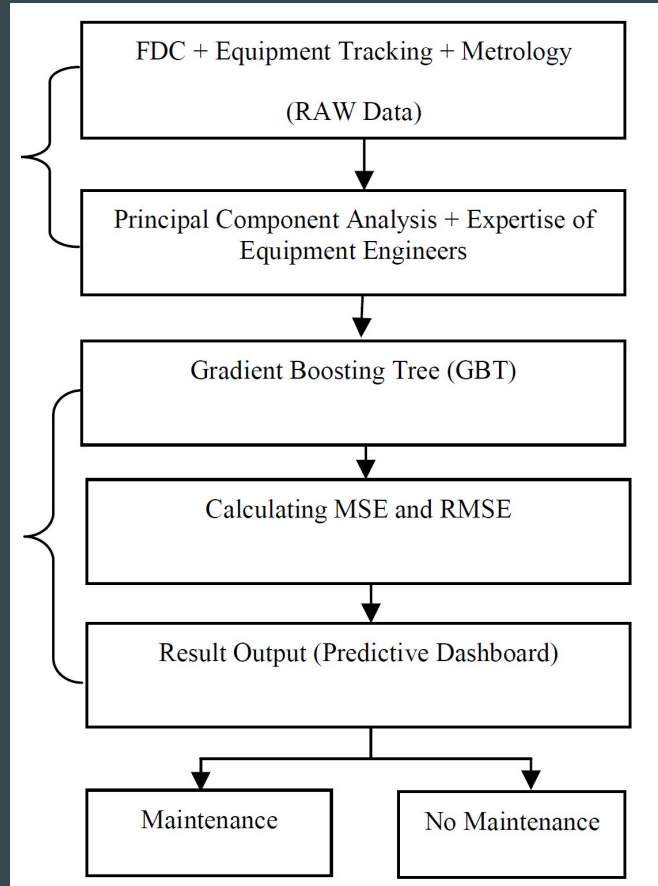 FDC + Equipment Tracking + Metrology
(RAW Data)
Principal Component Analysis + Expertise of
Equipment Engineers
Gradient Boosting Tree (GBT)
Calculating MSE and RMSE
Result Output (Predictive Dashboard)
Maintenance
No Maintenance